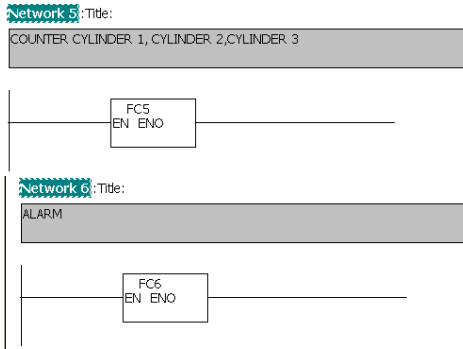 Network 5 : Title:
COUNTER CYLINDER 1, CYLINDER 2,CYLINDER 3
FC5
EN ENO
Network 6 : Title:
ALARM
FC6
EN ENO